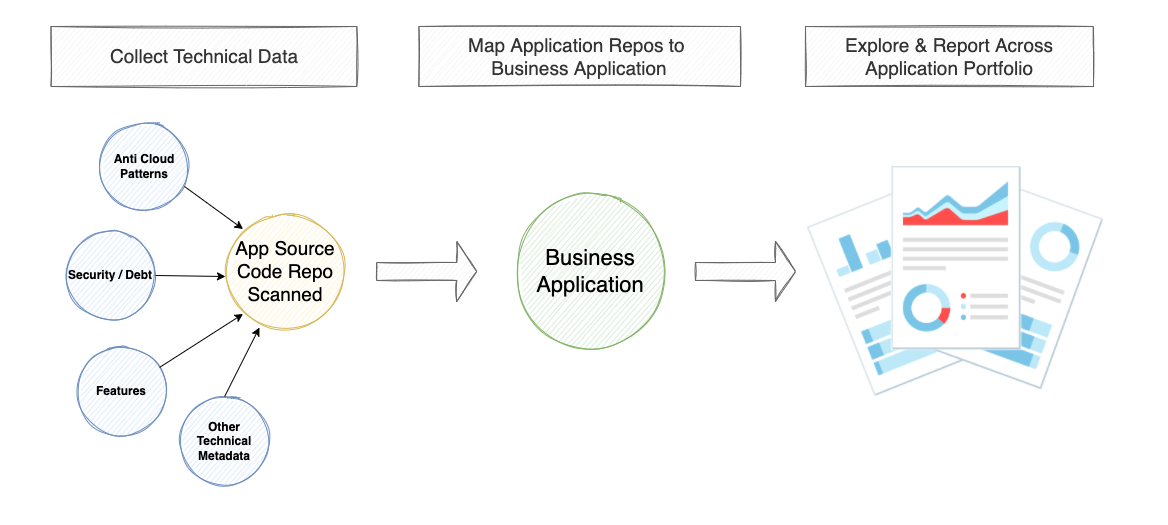 Collect Technical Data
Map Application Repos to
Business Application
Explore & Report Across
Application Portfolio
Anti Cloud
Patterns
Security / Debt
Features
Other
Technical
Metadata
App Source
Code Repo
Scanned
Business
Application